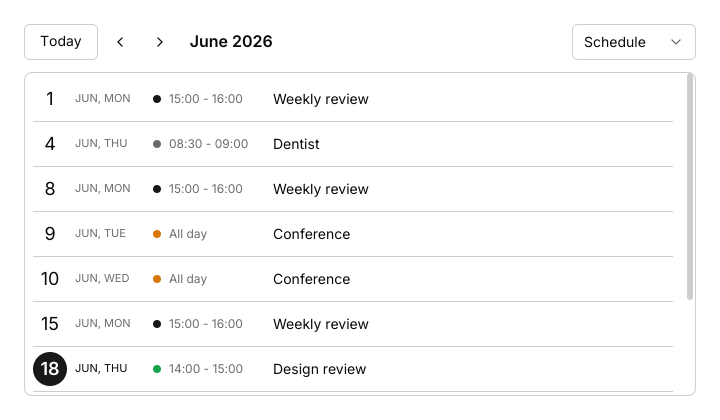 Today June 2026 Schedule
1 JUN, MON 15:00 - 16:00 Weekly review
4 JUN, THU 08:30 - 09:00 Dentist
8 JUN, MON 15:00 - 16:00 Weekly review
9 JUN, TUE All day Conference
10 JUN, WED All day Conference
15 JUN, MON 15:00 - 16:00 Weekly review
18 JUN, THU 14:00 - 15:00 Design review